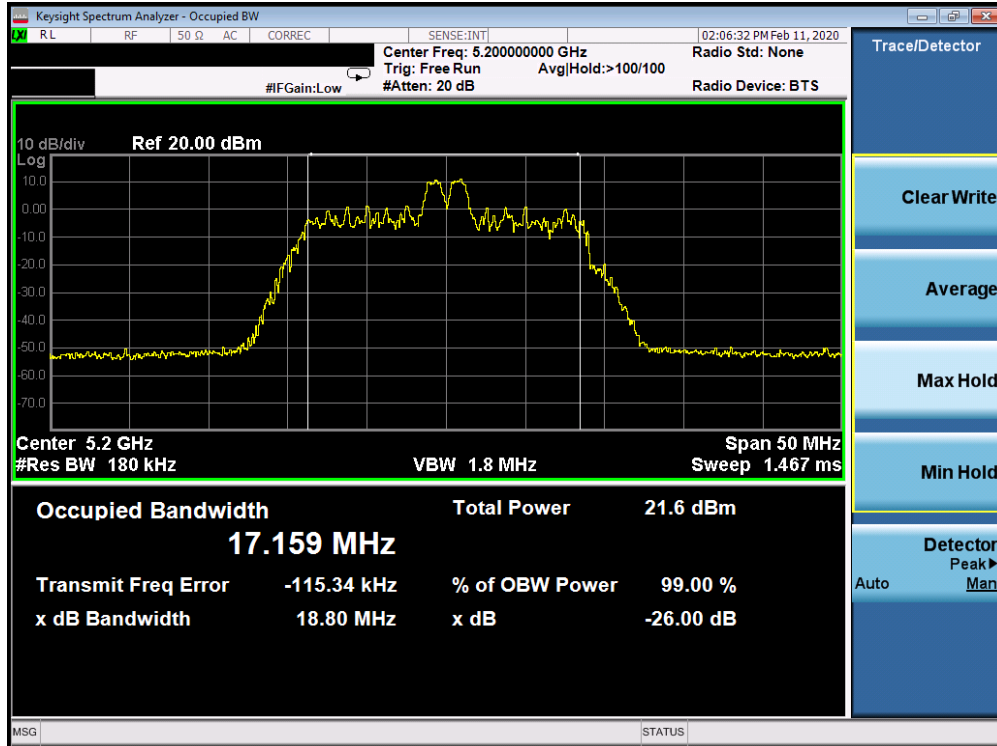 Keysight Spectrum Analyzer - Occupied BW
LXI RL RF 50 Ω AC CORREC SENSE:INT 02:06:32 PM Feb 11, 2020
Center Freq: 5.200000000 GHz Radio Std: None
Trig: Free Run Avg|Hold:>100/100
#IFGain:Low #Atten: 20 dB Radio Device: BTS
10 dB/div Ref 20.00 dBm
Log
10.0
0.00
-10.0
-20.0
-30.0
-40.0
-50.0
-60.0
-70.0
Center 5.2 GHz Span 50 MHz
#Res BW 180 kHz VBW 1.8 MHz Sweep 1.467 ms
Occupied Bandwidth Total Power 21.6 dBm
17.159 MHz
Transmit Freq Error -115.34 kHz % of OBW Power 99.00 %
x dB Bandwidth 18.80 MHz x dB -26.00 dB
MSG STATUS
Trace/Detector
Clear Write
Average
Max Hold
Min Hold
Detector
Peak▶
Auto Man